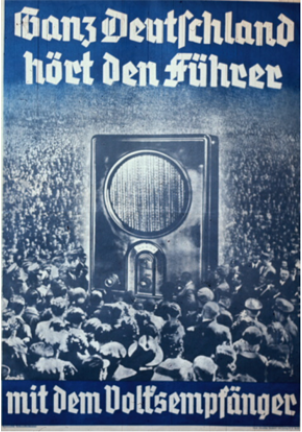 Ganz Deutschland
hört den Führer
mit dem Volksempfänger